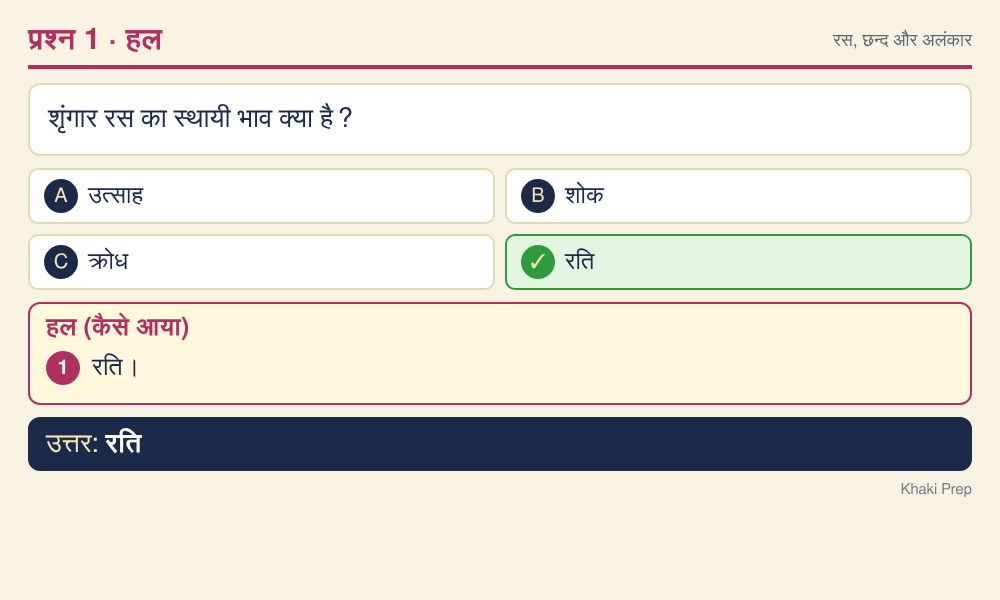 प्रश्न 1 · हल
रस, छन्द और अलंकार
शृंगार रस का स्थायी भाव क्या है ?
A उत्साह
B शोक
C क्रोध
✓ रति
हल (कैसे आया)
1 रति ।
उत्तर: रति
Khaki Prep